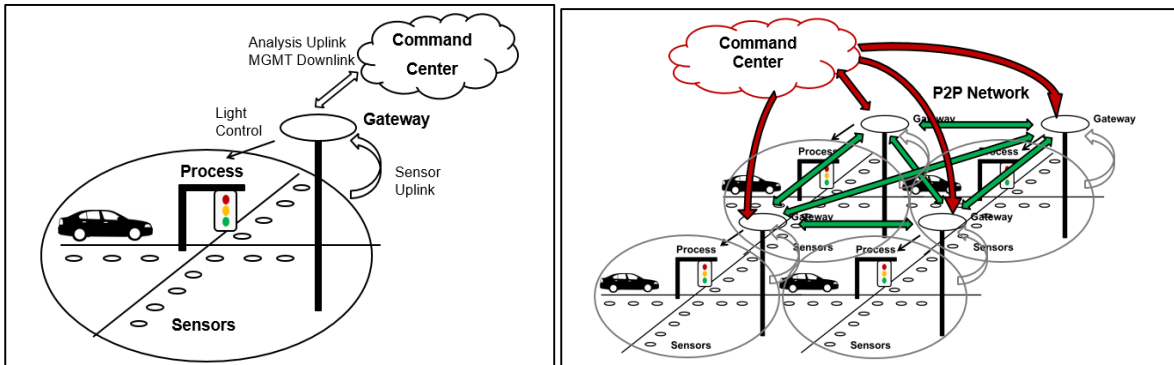 Analysis Uplink
MGMT Downlink
Command
Center
Light
Control
Gateway
Process
Sensor
Uplink
Sensors
Command
Center
P2P Network
Gateway
Gateway
Process
Process
Gateway
Gateway
Process
Sensors
Process
Sensors
Sensors
Sensors